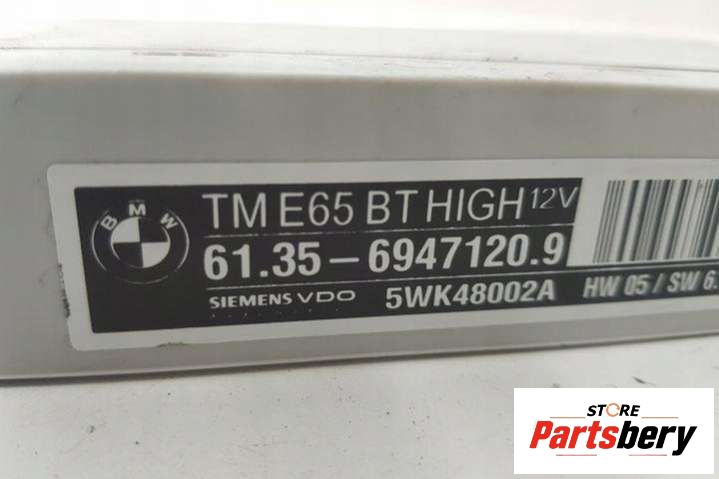 BMW
TM E65 BT HIGH 12V
61.35 – 6947120.9
SIEMENS VDO 5WK48002A HW 05 / SW 6.
STORE
Partsbery